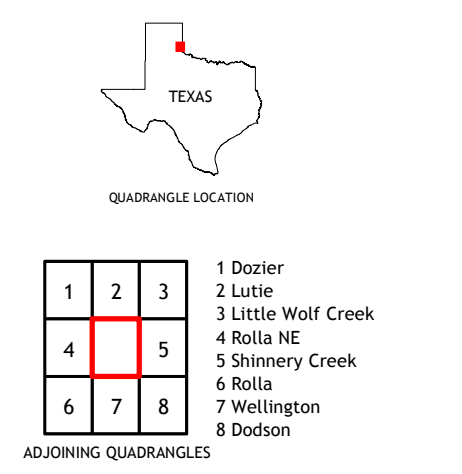 TEXAS
QUADRANGLE LOCATION
1 2 3
4 5
6 7 8
1 Dozier
2 Lutie
3 Little Wolf Creek
4 Rolla NE
5 Shinnery Creek
6 Rolla
7 Wellington
8 Dodson
ADJOINING QUADRANGLES